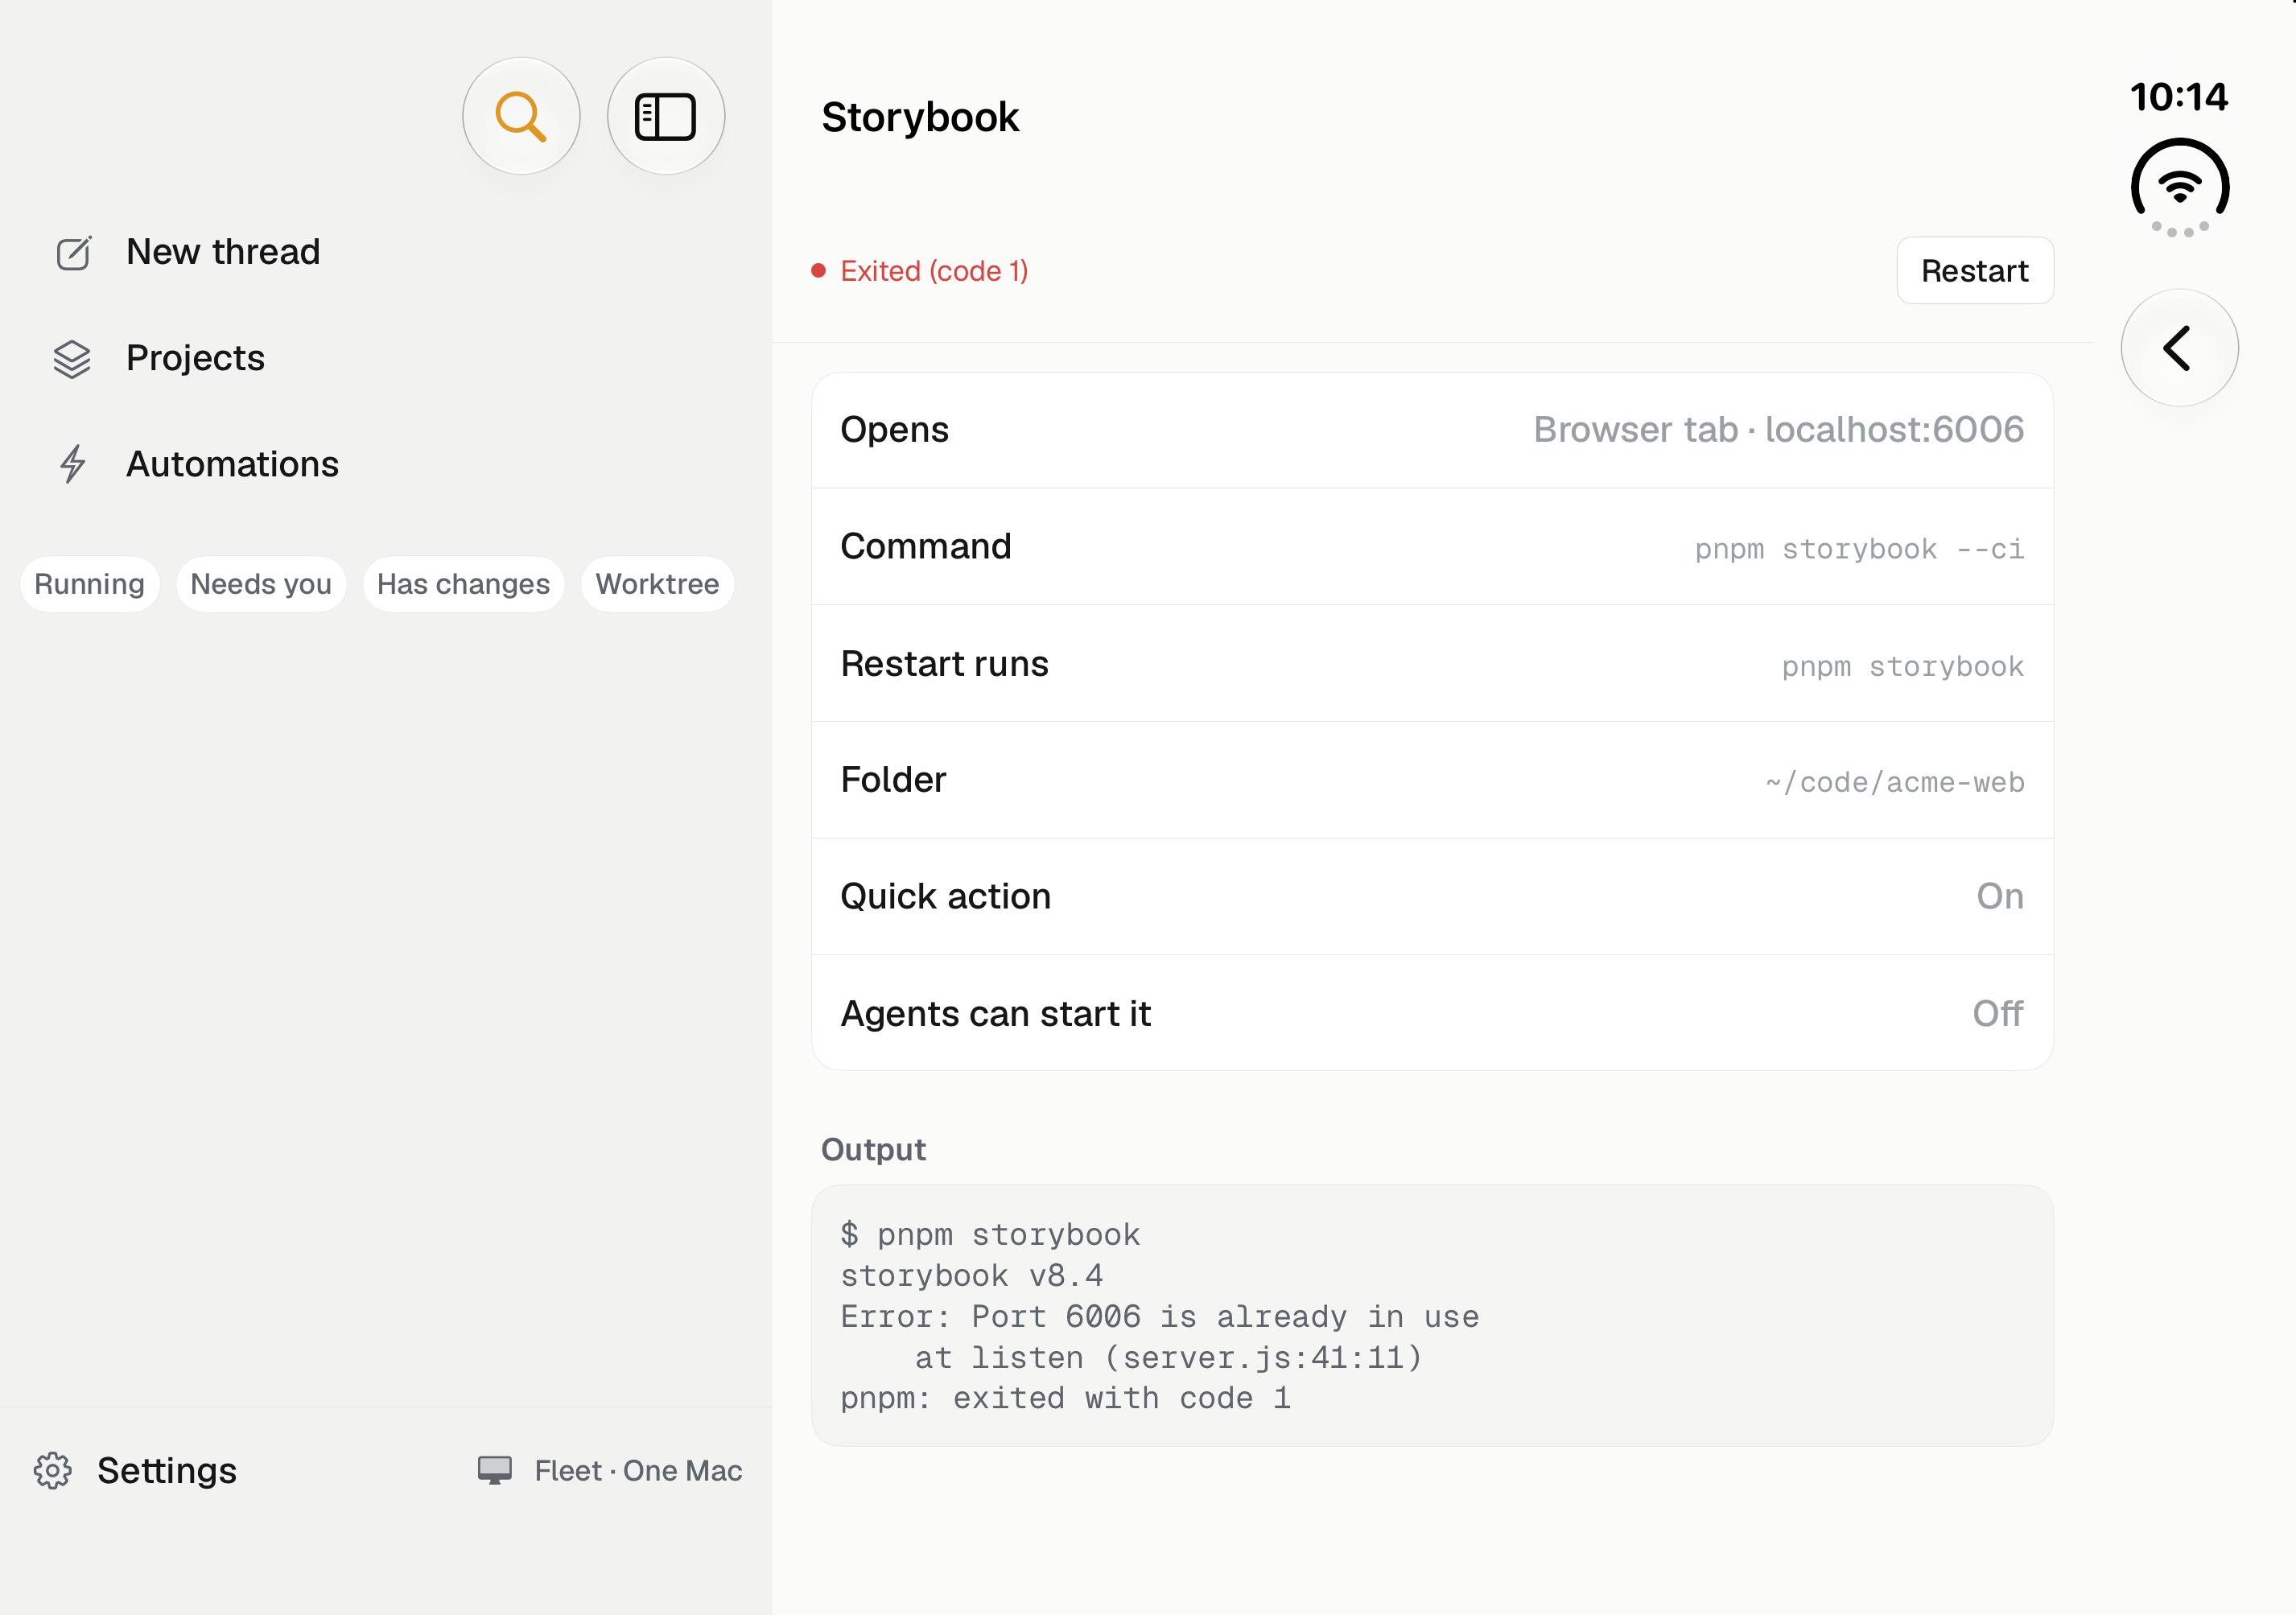 New thread
Projects
Automations
Running
Needs you
Has changes
Worktree
Settings
Fleet · One Mac
Storybook
10:14
Exited (code 1)
Restart
Opens
Browser tab · localhost:6006
Command
pnpm storybook --ci
Restart runs
pnpm storybook
Folder
~/code/acme-web
Quick action
On
Agents can start it
Off
Output
$ pnpm storybook
storybook v8.4
Error: Port 6006 is already in use
    at listen (server.js:41:11)
pnpm: exited with code 1